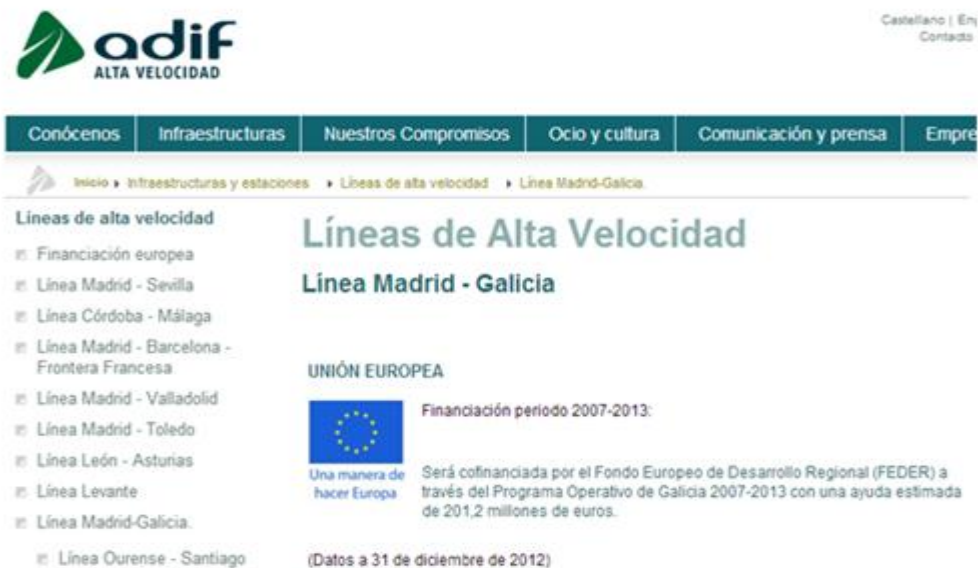 adif
ALTA VELOCIDAD
Castellano |
Contacto
Conócenos Infraestructuras Nuestros Compromisos Ocio y cultura Comunicación y prensa Empre
Inicio Infraestructuras y estaciones Líneas de alta velocidad Línea Madrid-Galicia.
Líneas de alta velocidad
Financiación europea
Línea Madrid - Sevilla
Línea Córdoba - Málaga
Línea Madrid - Barcelona -
Frontera Francesa
Línea Madrid - Valladolid
Línea Madrid - Toledo
Línea León - Asturias
Línea Levante
Línea Madrid-Galicia.
Línea Ourense - Santiago
Líneas de Alta Velocidad
Línea Madrid - Galicia
UNIÓN EUROPEA
Una manera de
hacer Europa
Financiación periodo 2007-2013:
Será cofinanciada por el Fondo Europeo de Desarrollo Regional (FEDER) a
través del Programa Operativo de Galicia 2007-2013 con una ayuda estimada
de 201,2 millones de euros.
(Datos a 31 de diciembre de 2012)